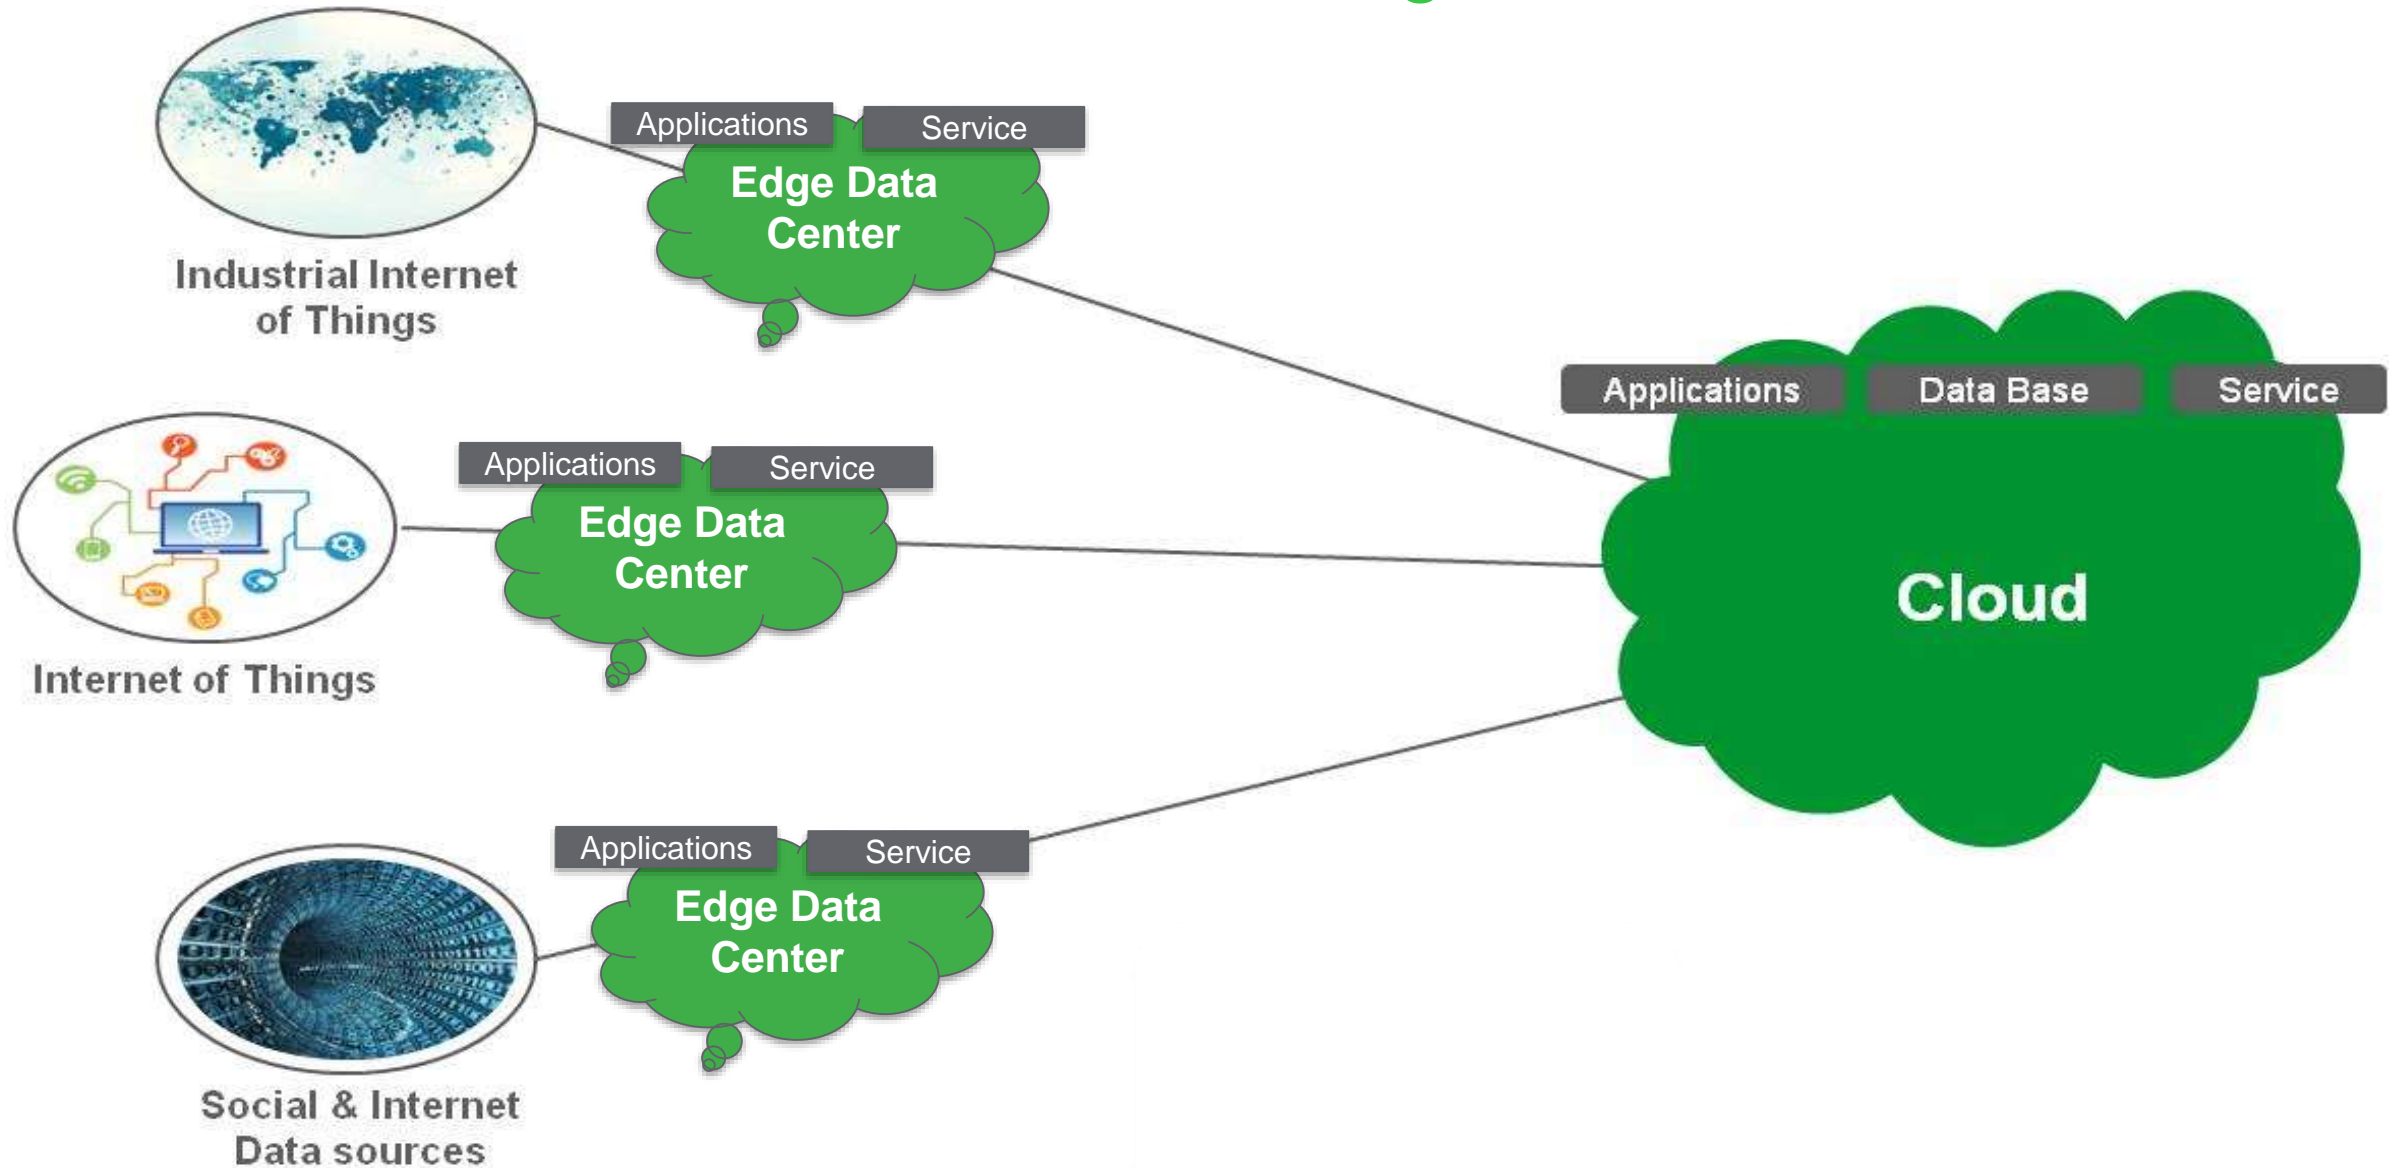 Applications
Service
Edge Data
Center
Industrial Internet
of Things
Applications
Data Base
Service
Cloud
Applications
Service
Edge Data
Center
Internet of Things
Applications
Service
Edge Data
Center
Social & Internet
Data sources